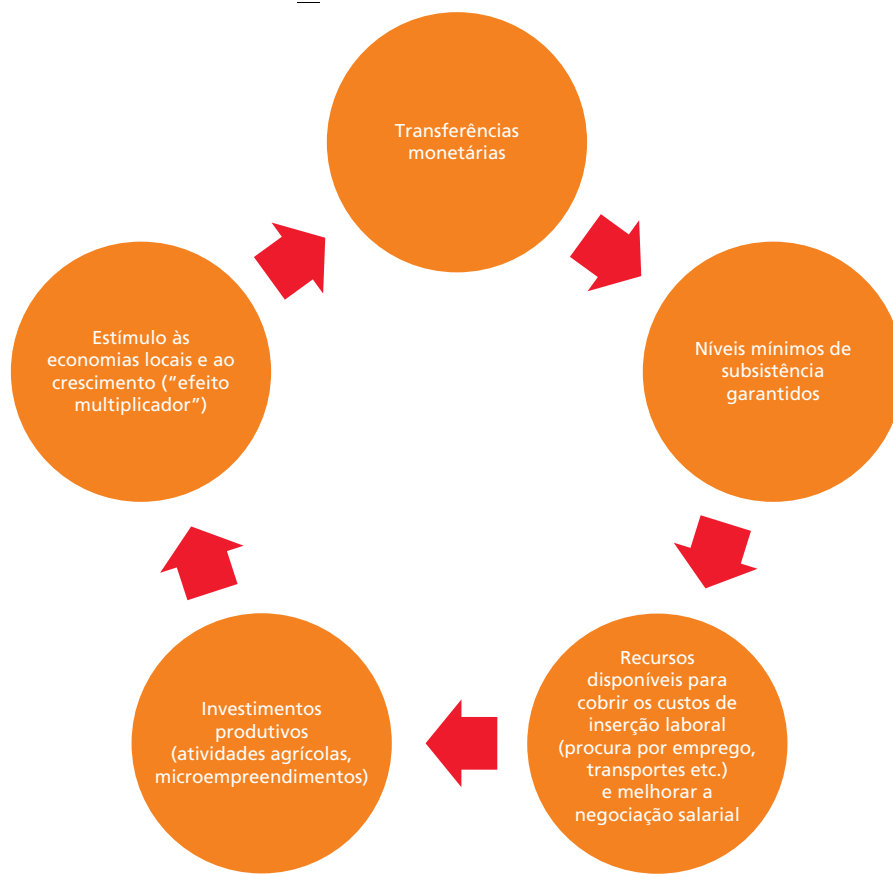 Transferências
monetárias
Níveis mínimos de
subsistência
garantidos
Recursos
disponíveis para
cobrir os custos de
inserção laboral
(procura por emprego,
transportes etc.)
e melhorar a
negociação salarial
Investimentos
produtivos
(atividades agrícolas,
microempreendimentos)
Estímulo às
economias locais e ao
crescimento (“efeito
multiplicador”)